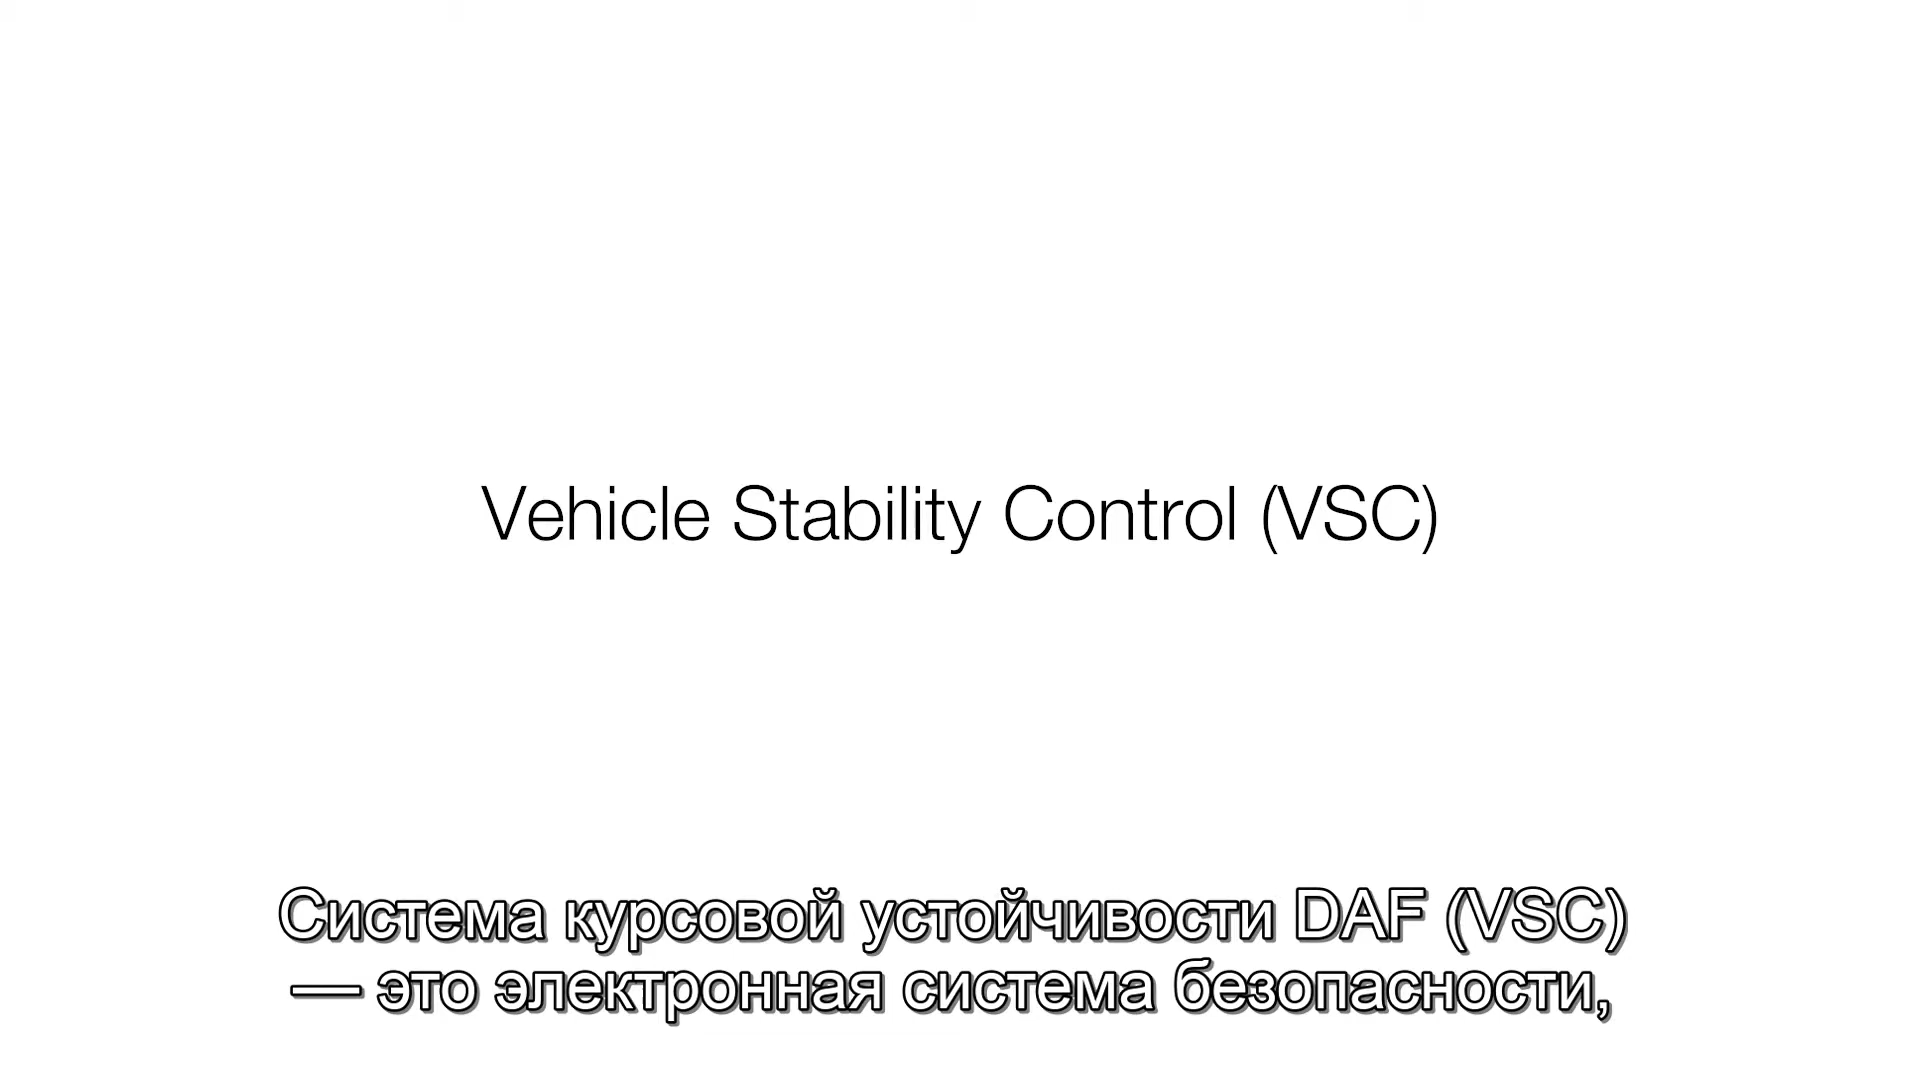 Vehicle Stability Control (VSC)
Система курсовой устойчивости DAF (VSC)
— это электронная система безопасности,